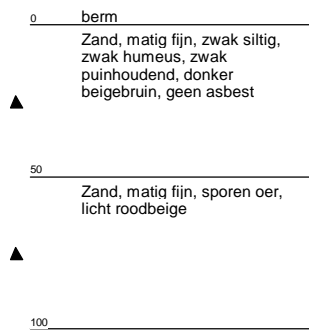 0 berm
Zand, matig fijn, zwak siltig,
zwak humeus, zwak
puinhoudend, donker
beigebruin, geen asbest
50
Zand, matig fijn, sporen oer,
licht roodbeige
100